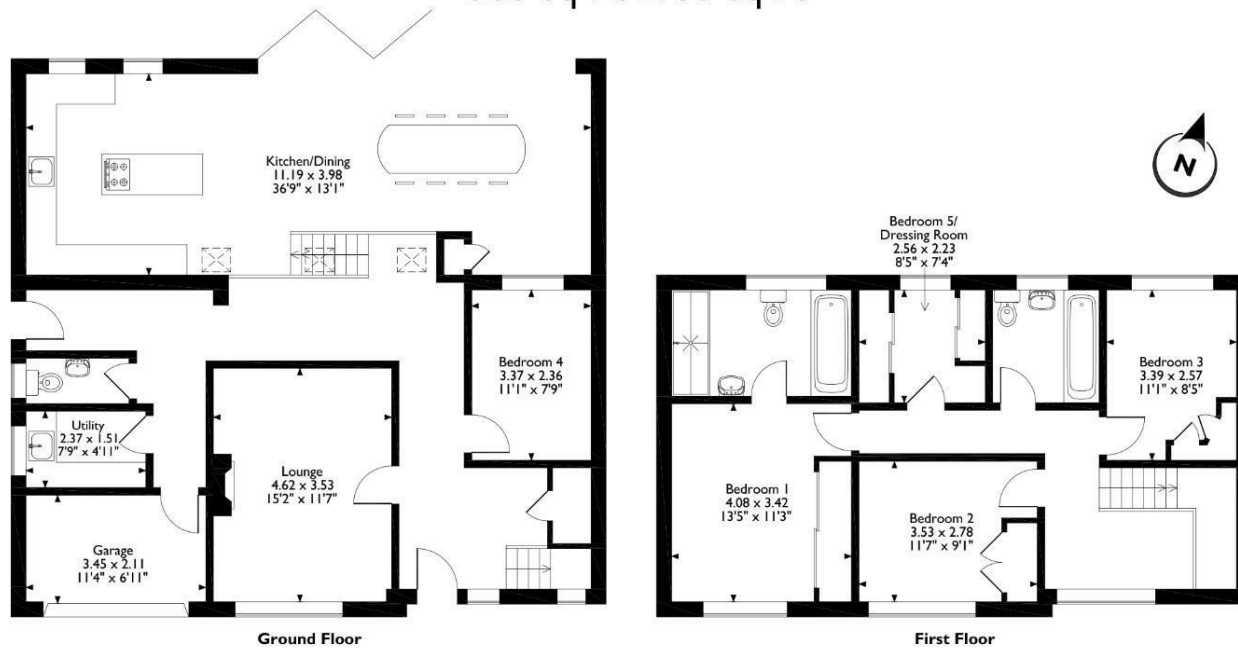 Kitchen/Dining
11.19 x 3.98
36'9" x 13'1"
Bedroom 4
3.37 x 2.36
11'1" x 7'9"
Utility
2.37 x 1.51
7'9" x 4'11"
Lounge
4.62 x 3.53
15'2" x 11'7"
Garage
3.45 x 2.11
11'4" x 6'11"
Ground Floor
N
Bedroom 5/
Dressing Room
2.56 x 2.23
8'5" x 7'4"
Bedroom 3
3.39 x 2.57
11'1" x 8'5"
Bedroom 1
4.08 x 3.42
13'5" x 11'3"
Bedroom 2
3.53 x 2.78
11'7" x 9'1"
First Floor